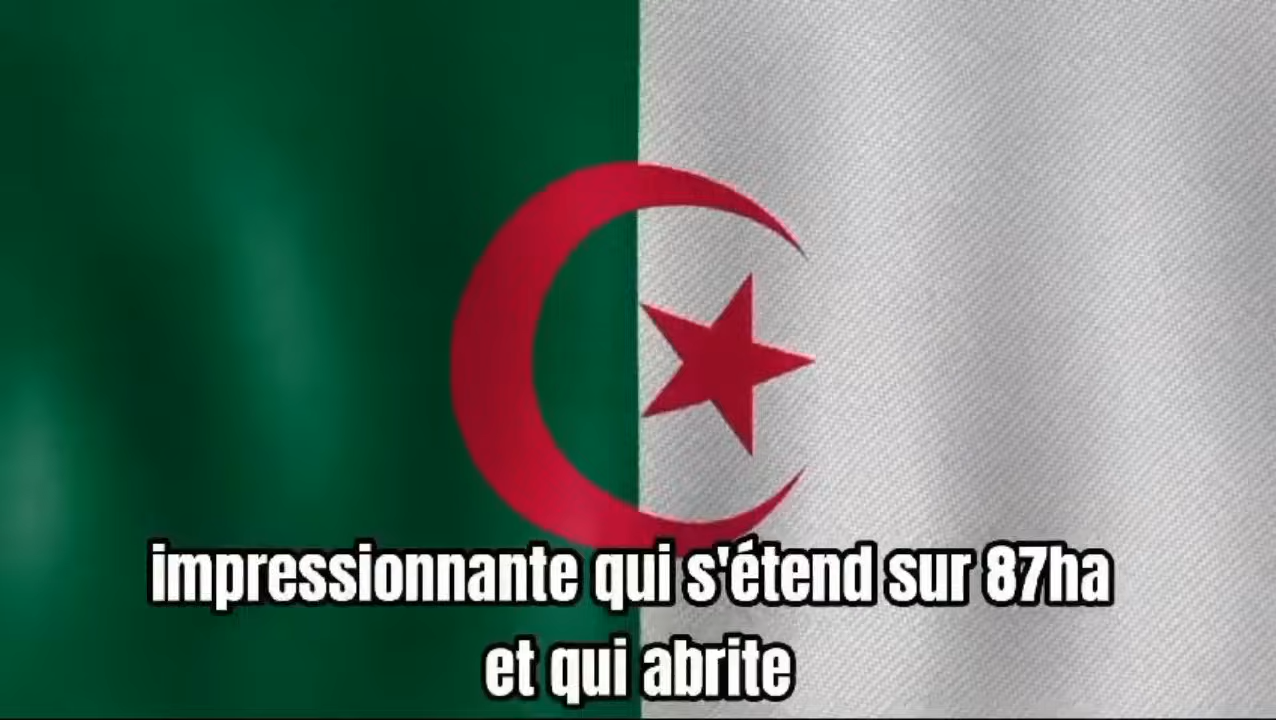 impressionnante qui s'étend sur 87ha
et qui abrite